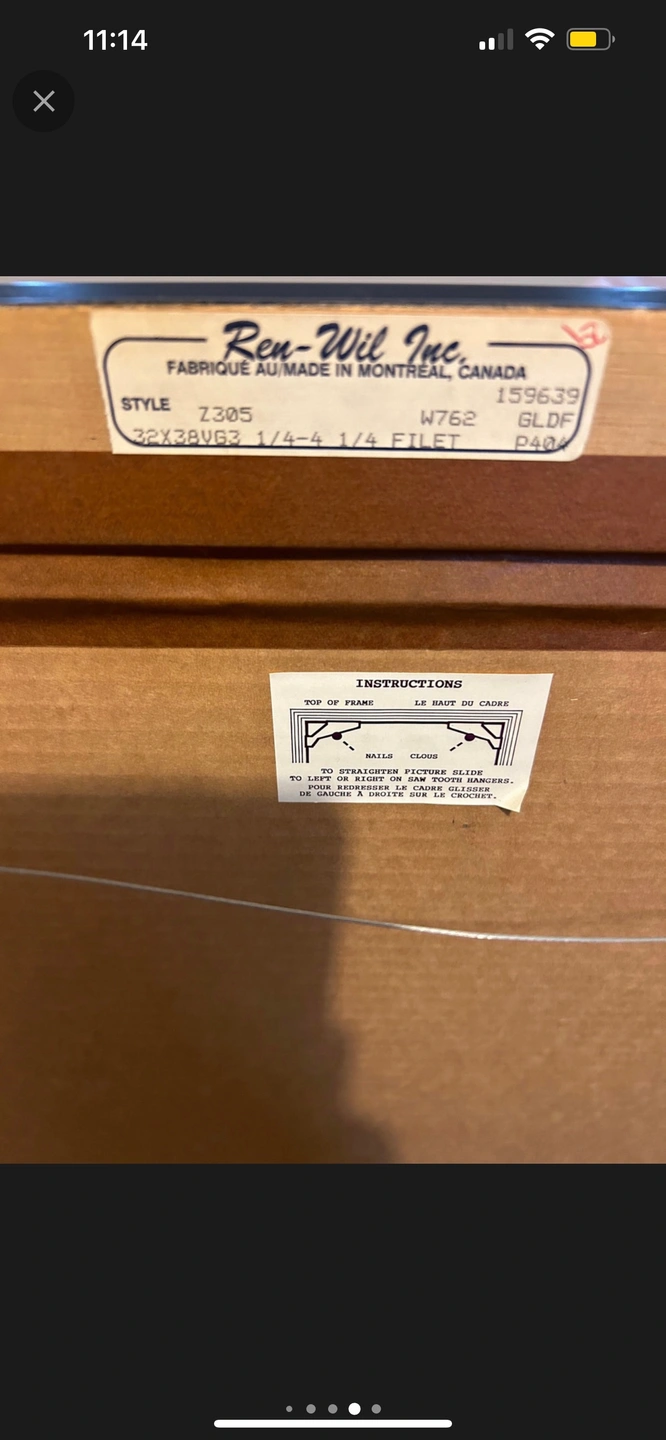 11:14
Ren-Wil Inc.
FABRIQUÉ AU/MADE IN MONTRÉAL, CANADA
159639
STYLE Z305 W762 GLDF
32X38VG3 1/4-4 1/4 FILET P404
INSTRUCTIONS
TOP OF FRAME LE HAUT DU CADRE
NAILS CLOUS
TO STRAIGHTEN PICTURE SLIDE
TO LEFT OR RIGHT ON SAW TOOTH HANGERS.
POUR REDRESSER LE CADRE GLISSER
DE GAUCHE À DROITE SUR LE CROCHET.